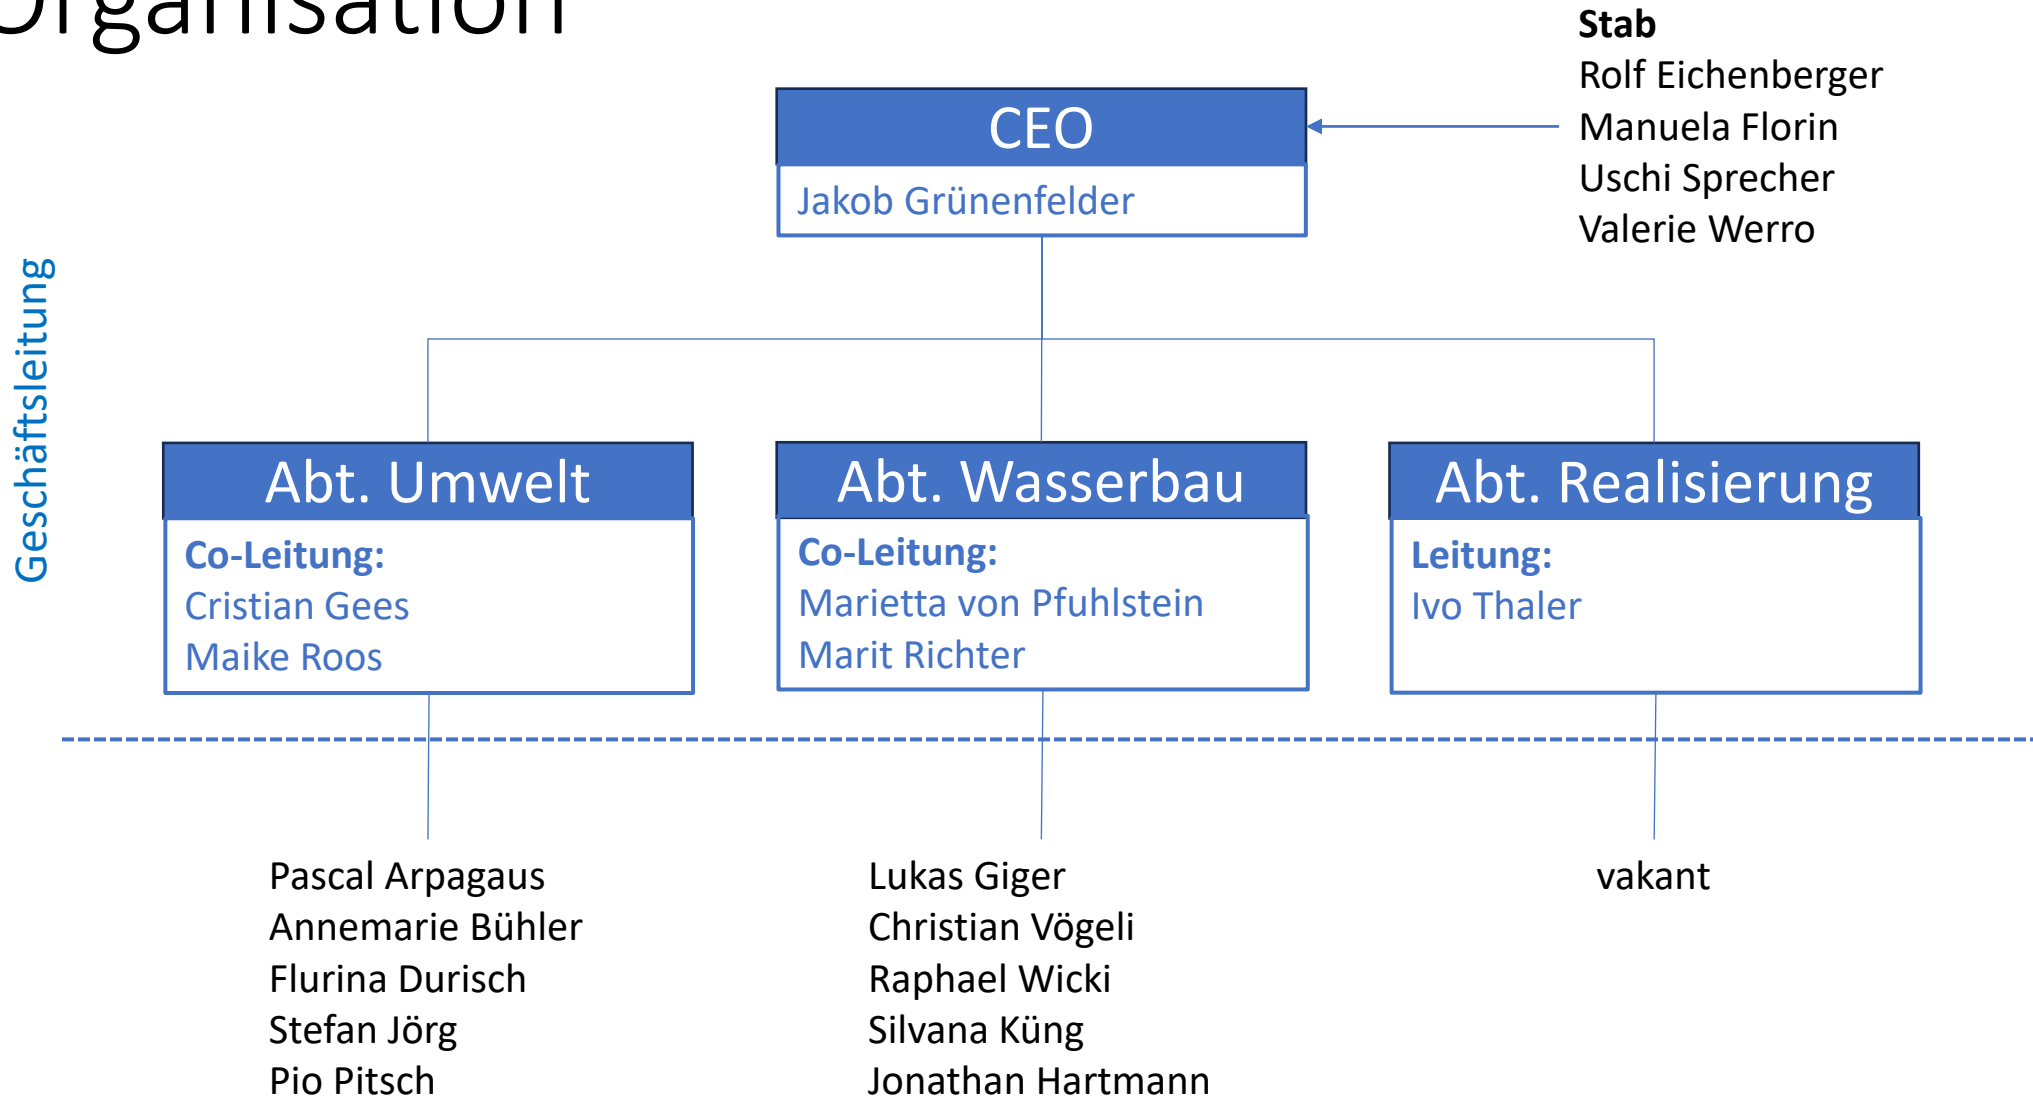 Organisation
Stab
Rolf Eichenberger
Manuela Florin
Uschi Sprecher
Valerie Werro
CEO
Jakob Grünenfelder
Geschäftsleitung
Abt. Umwelt
Co-Leitung:
Cristian Gees
Maike Roos
Abt. Wasserbau
Co-Leitung:
Marietta von Pfuhlstein
Marit Richter
Abt. Realisierung
Leitung:
Ivo Thaler
Pascal Arpagaus
Annemarie Bühler
Flurina Durisch
Stefan Jörg
Pio Pitsch
Lukas Giger
Christian Vögeli
Raphael Wicki
Silvana Küng
Jonathan Hartmann
vakant